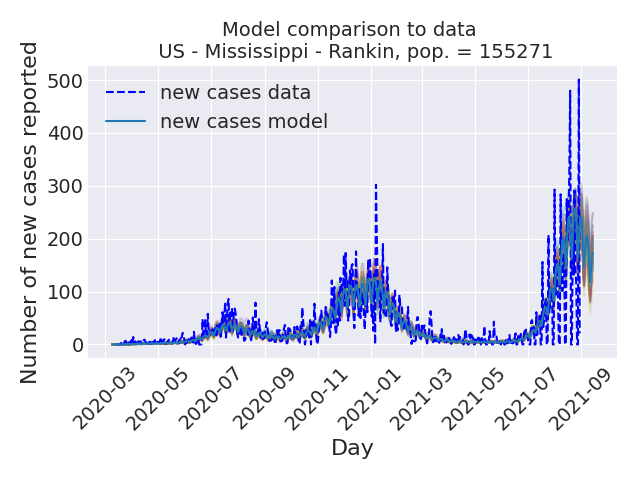 Model comparison to data
US - Mississippi - Rankin, pop. = 155271
Number of new cases reported
500
400
300
200
100
0
new cases data
new cases model
2020-03
2020-05
2020-07
2020-09
2020-11
2021-01
2021-03
2021-05
2021-07
2021-09
Day